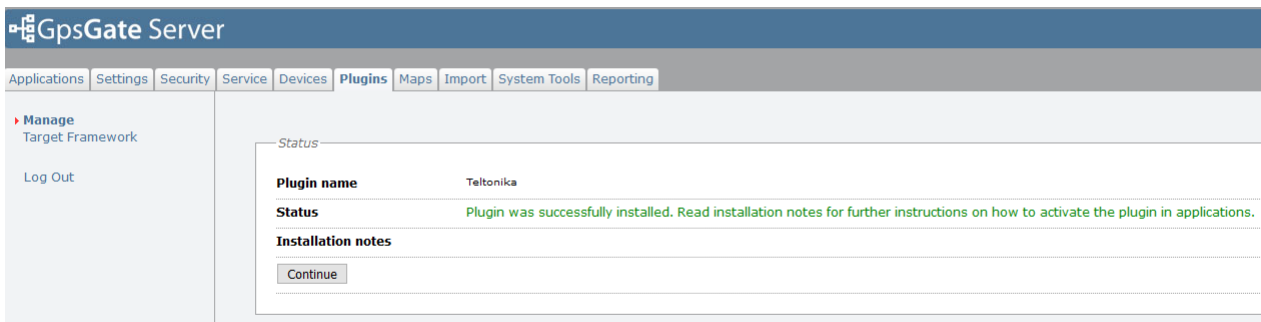 GpsGate Server
Applications Settings Security Service Devices Plugins Maps Import System Tools Reporting
Manage
Target Framework
Log Out
Status
Plugin name Teltonika
Status Plugin was successfully installed. Read installation notes for further instructions on how to activate the plugin in applications.
Installation notes
Continue